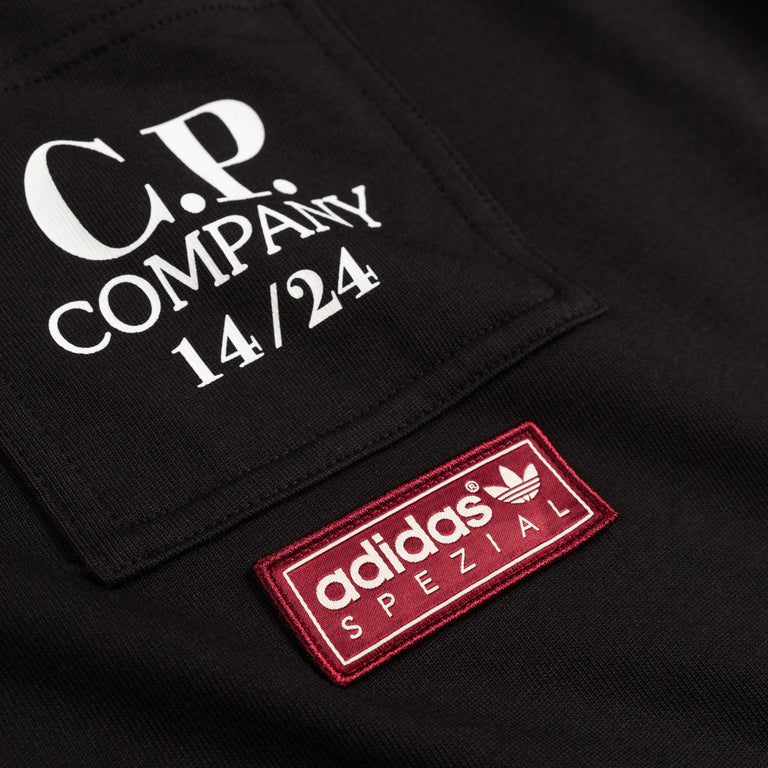 C.P.
COMPANY
14/24
adidas®
SPEZIAL